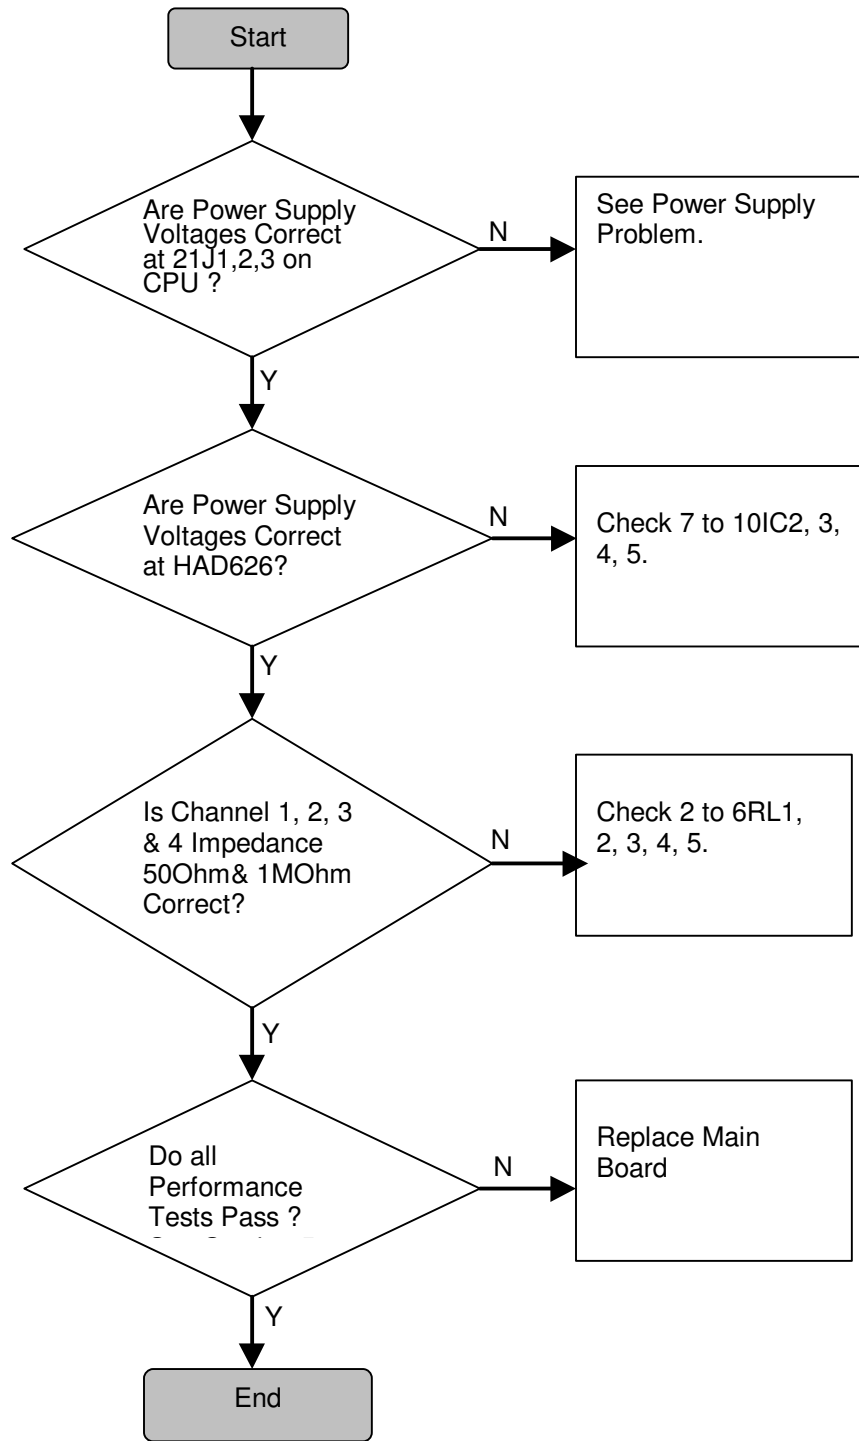 Start
Are Power Supply
Voltages Correct
at 21J1,2,3 on
CPU ?
N
See Power Supply
Problem.
Y
Are Power Supply
Voltages Correct
at HAD626?
N
Check 7 to 10IC2, 3,
4, 5.
Y
Is Channel 1, 2, 3
& 4 Impedance
50Ohm& 1MOhm
Correct?
N
Check 2 to 6RL1,
2, 3, 4, 5.
Y
Do all
Performance
Tests Pass ?
N
Replace Main
Board
Y
End